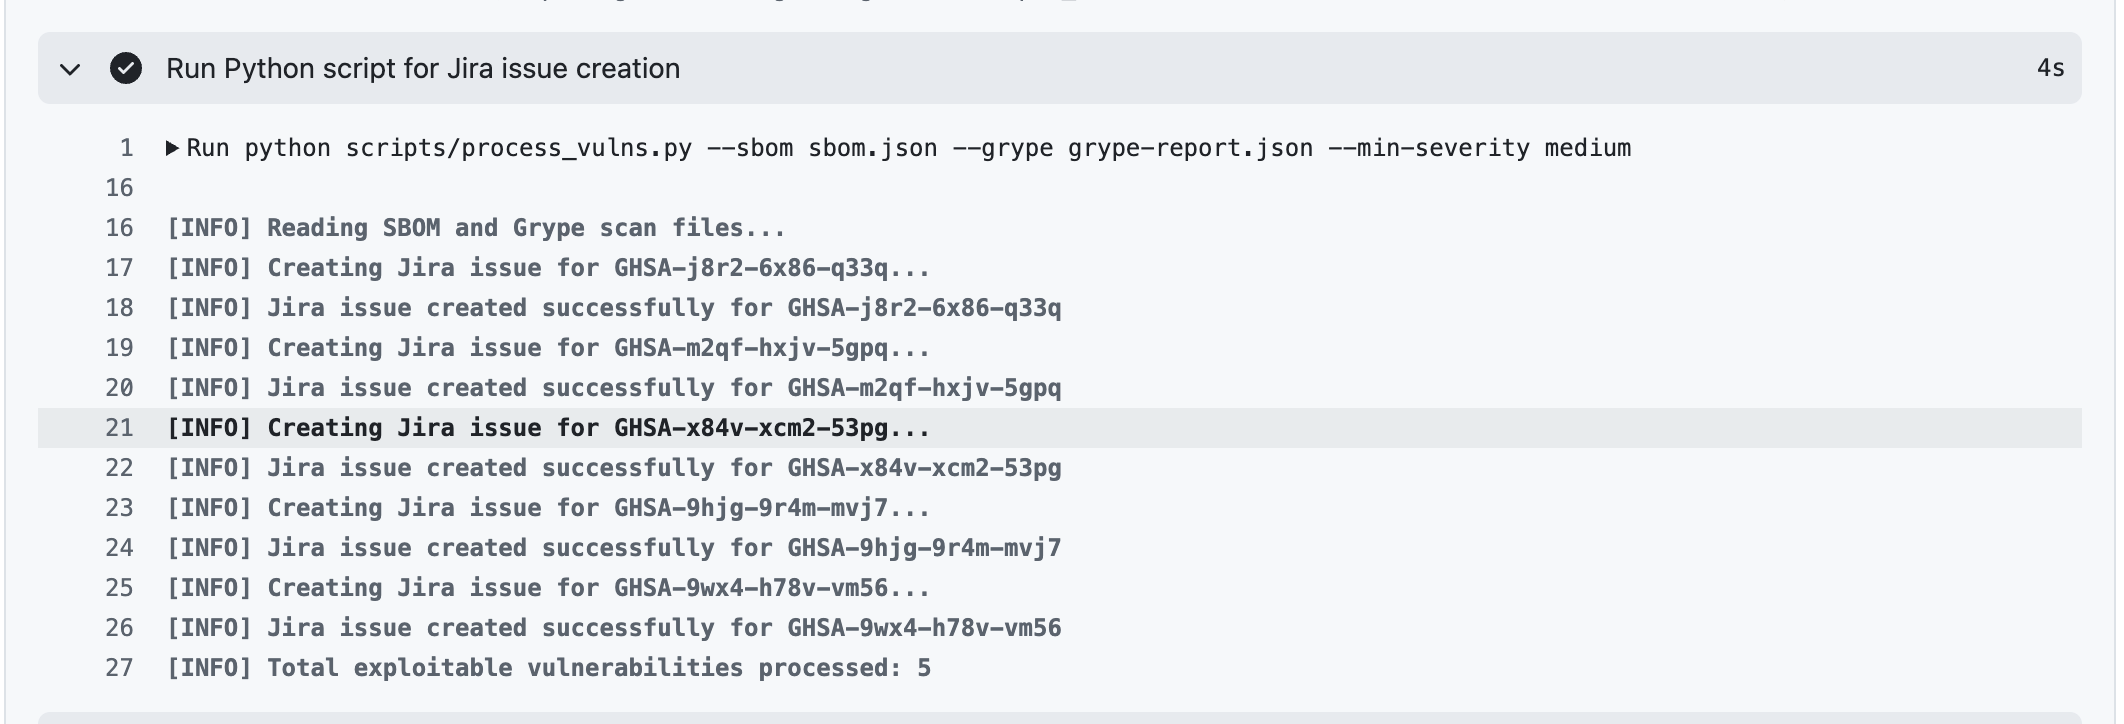 Run Python script for Jira issue creation 4s
1 Run python scripts/process_vulns.py --sbom sbom.json --grype grype-report.json --min-severity medium
16
16 [INFO] Reading SBOM and Grype scan files...
17 [INFO] Creating Jira issue for GHSA-j8r2-6x86-q33q...
18 [INFO] Jira issue created successfully for GHSA-j8r2-6x86-q33q
19 [INFO] Creating Jira issue for GHSA-m2qf-hxjv-5gpq...
20 [INFO] Jira issue created successfully for GHSA-m2qf-hxjv-5gpq
21 [INFO] Creating Jira issue for GHSA-x84v-xcm2-53pg...
22 [INFO] Jira issue created successfully for GHSA-x84v-xcm2-53pg
23 [INFO] Creating Jira issue for GHSA-9hjg-9r4m-mvj7...
24 [INFO] Jira issue created successfully for GHSA-9hjg-9r4m-mvj7
25 [INFO] Creating Jira issue for GHSA-9wx4-h78v-vm56...
26 [INFO] Jira issue created successfully for GHSA-9wx4-h78v-vm56
27 [INFO] Total exploitable vulnerabilities processed: 5